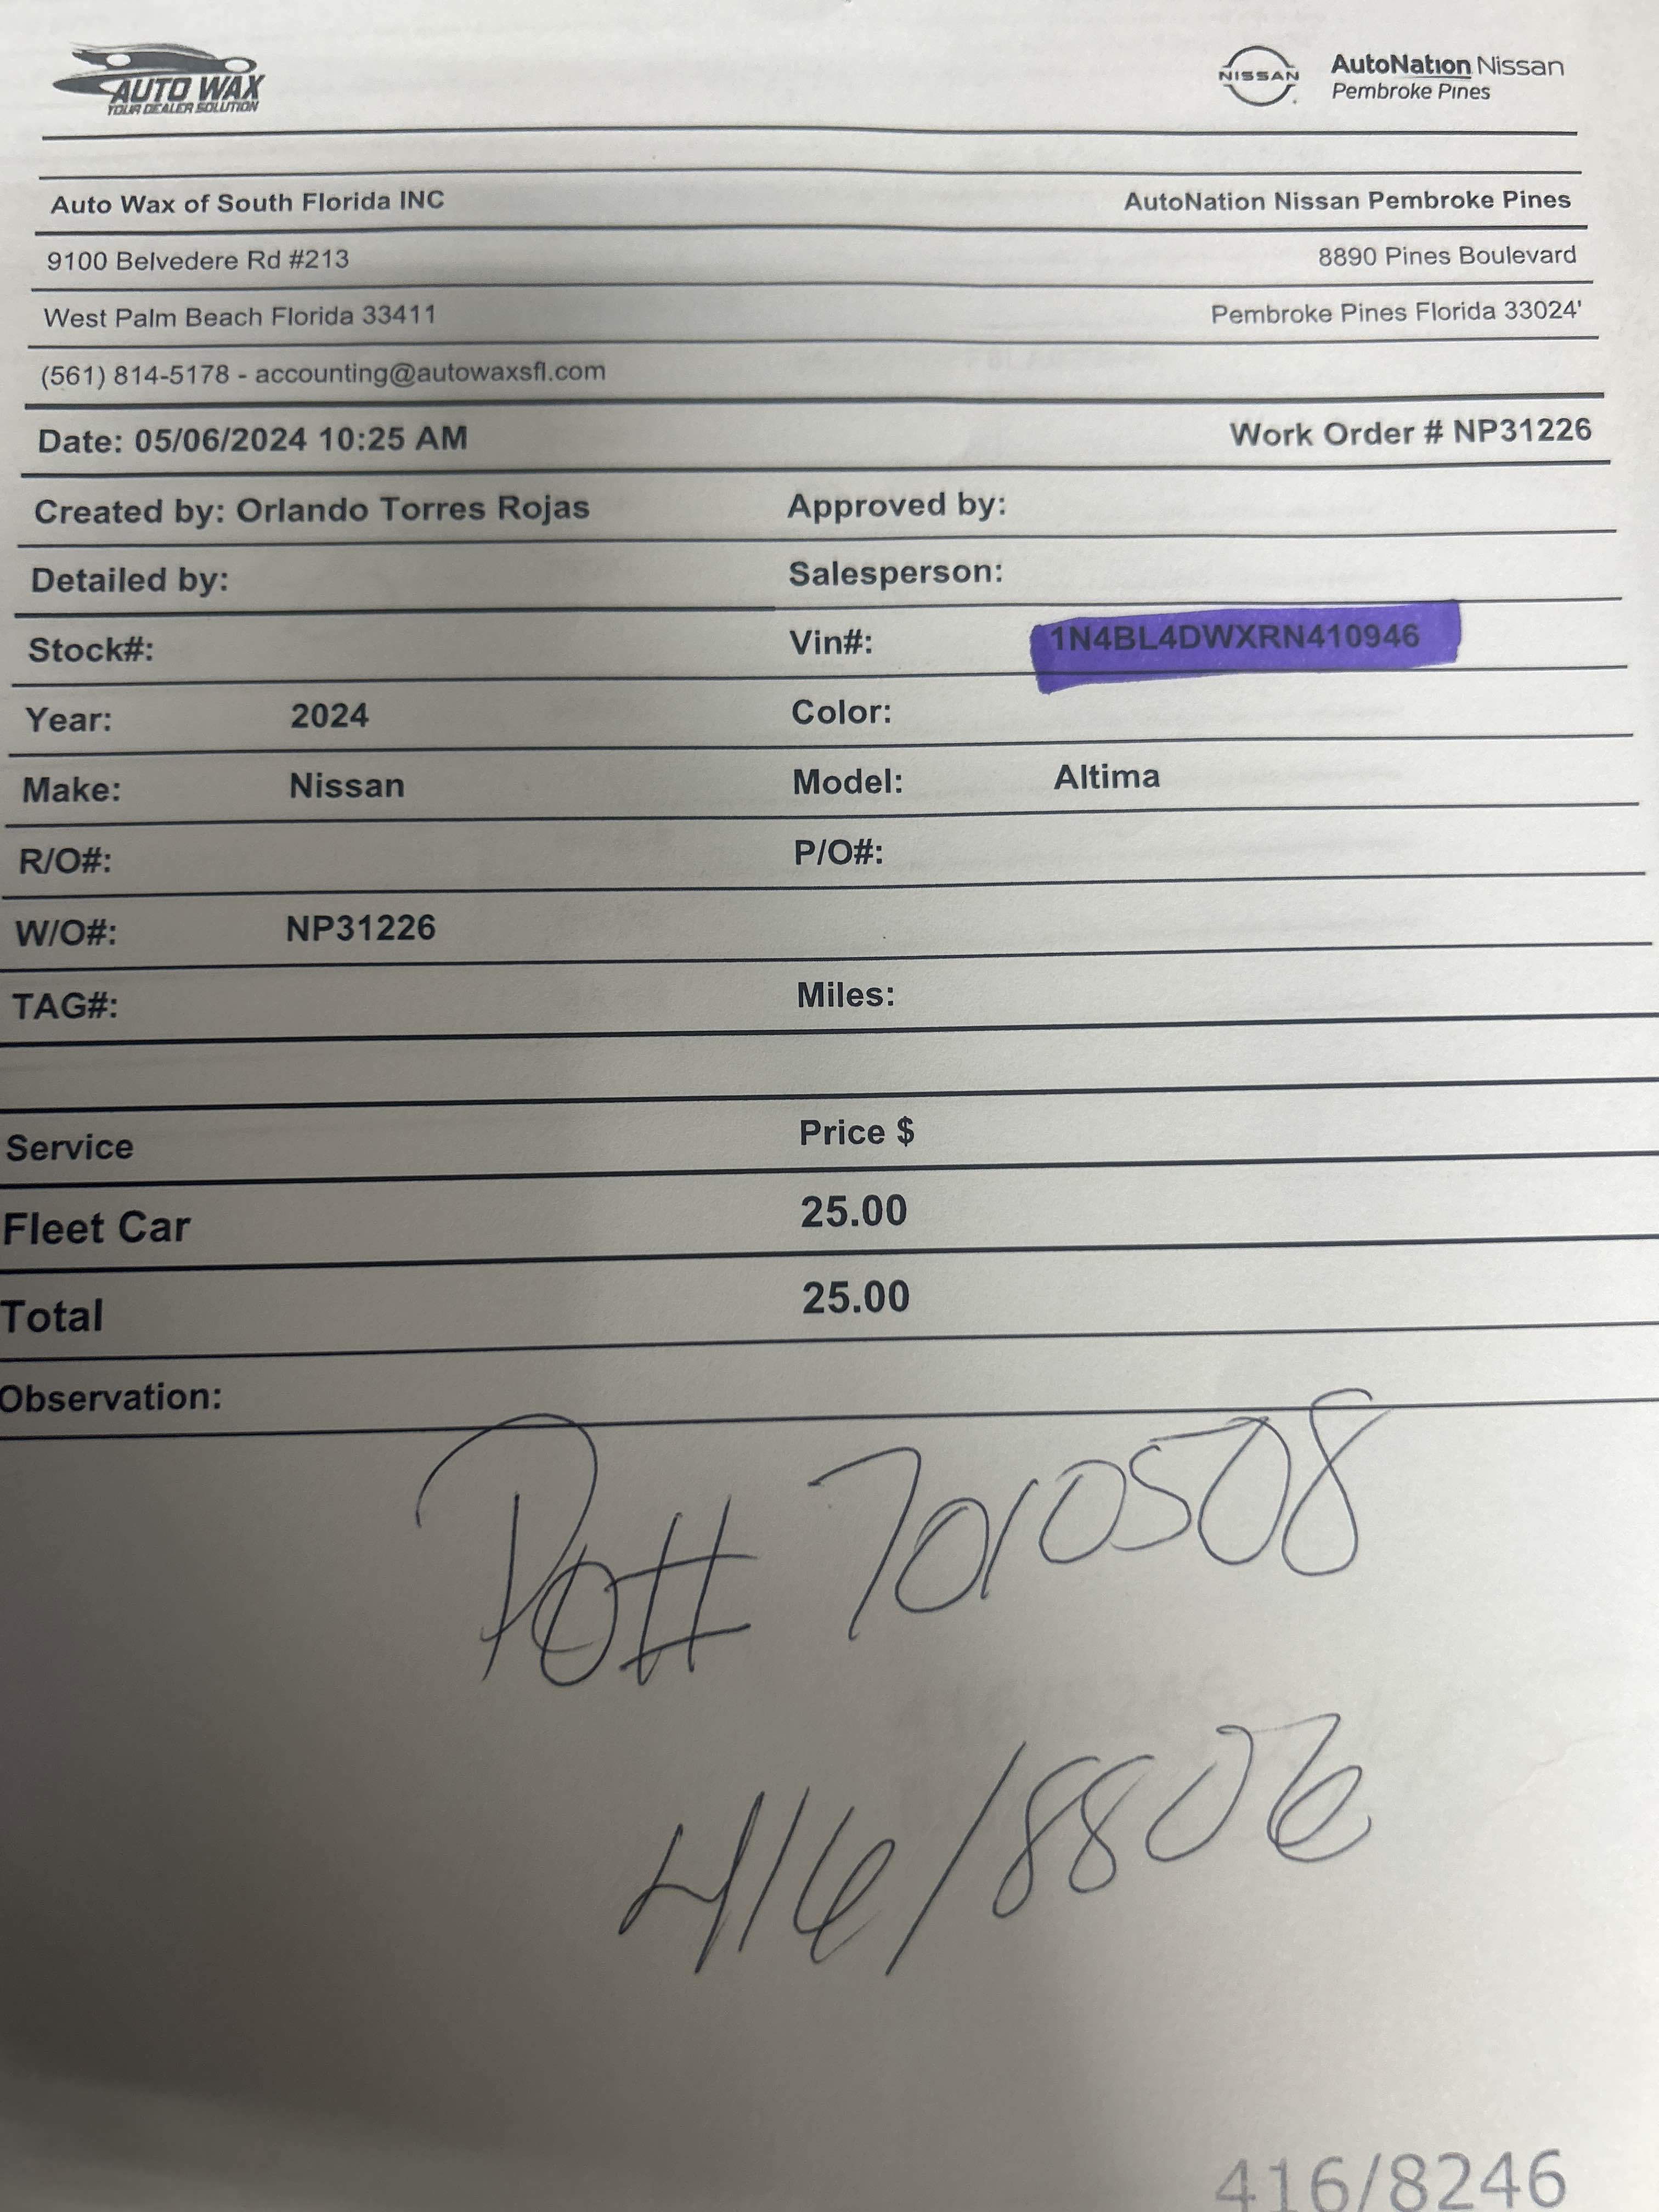 AUTO WAX
YOUR DEALER SOLUTION
NISSAN
AutoNation Nissan
Pembroke Pines
Auto Wax of South Florida INC AutoNation Nissan Pembroke Pines
9100 Belvedere Rd #213 8890 Pines Boulevard
West Palm Beach Florida 33411 Pembroke Pines Florida 33024'
(561) 814-5178 - accounting@autowaxsfl.com
Date: 05/06/2024 10:25 AM Work Order # NP31226
Created by: Orlando Torres Rojas Approved by:
Detailed by: Salesperson:
Stock#: Vin#: 1N4BL4DWXRN410946
Year: 2024 Color:
Make: Nissan Model: Altima
R/O#: P/O#:
W/O#: NP31226
TAG#: Miles:
Service Price $
Fleet Car 25.00
Total 25.00
Observation:
PO# 7010508
416/8806
416/8246